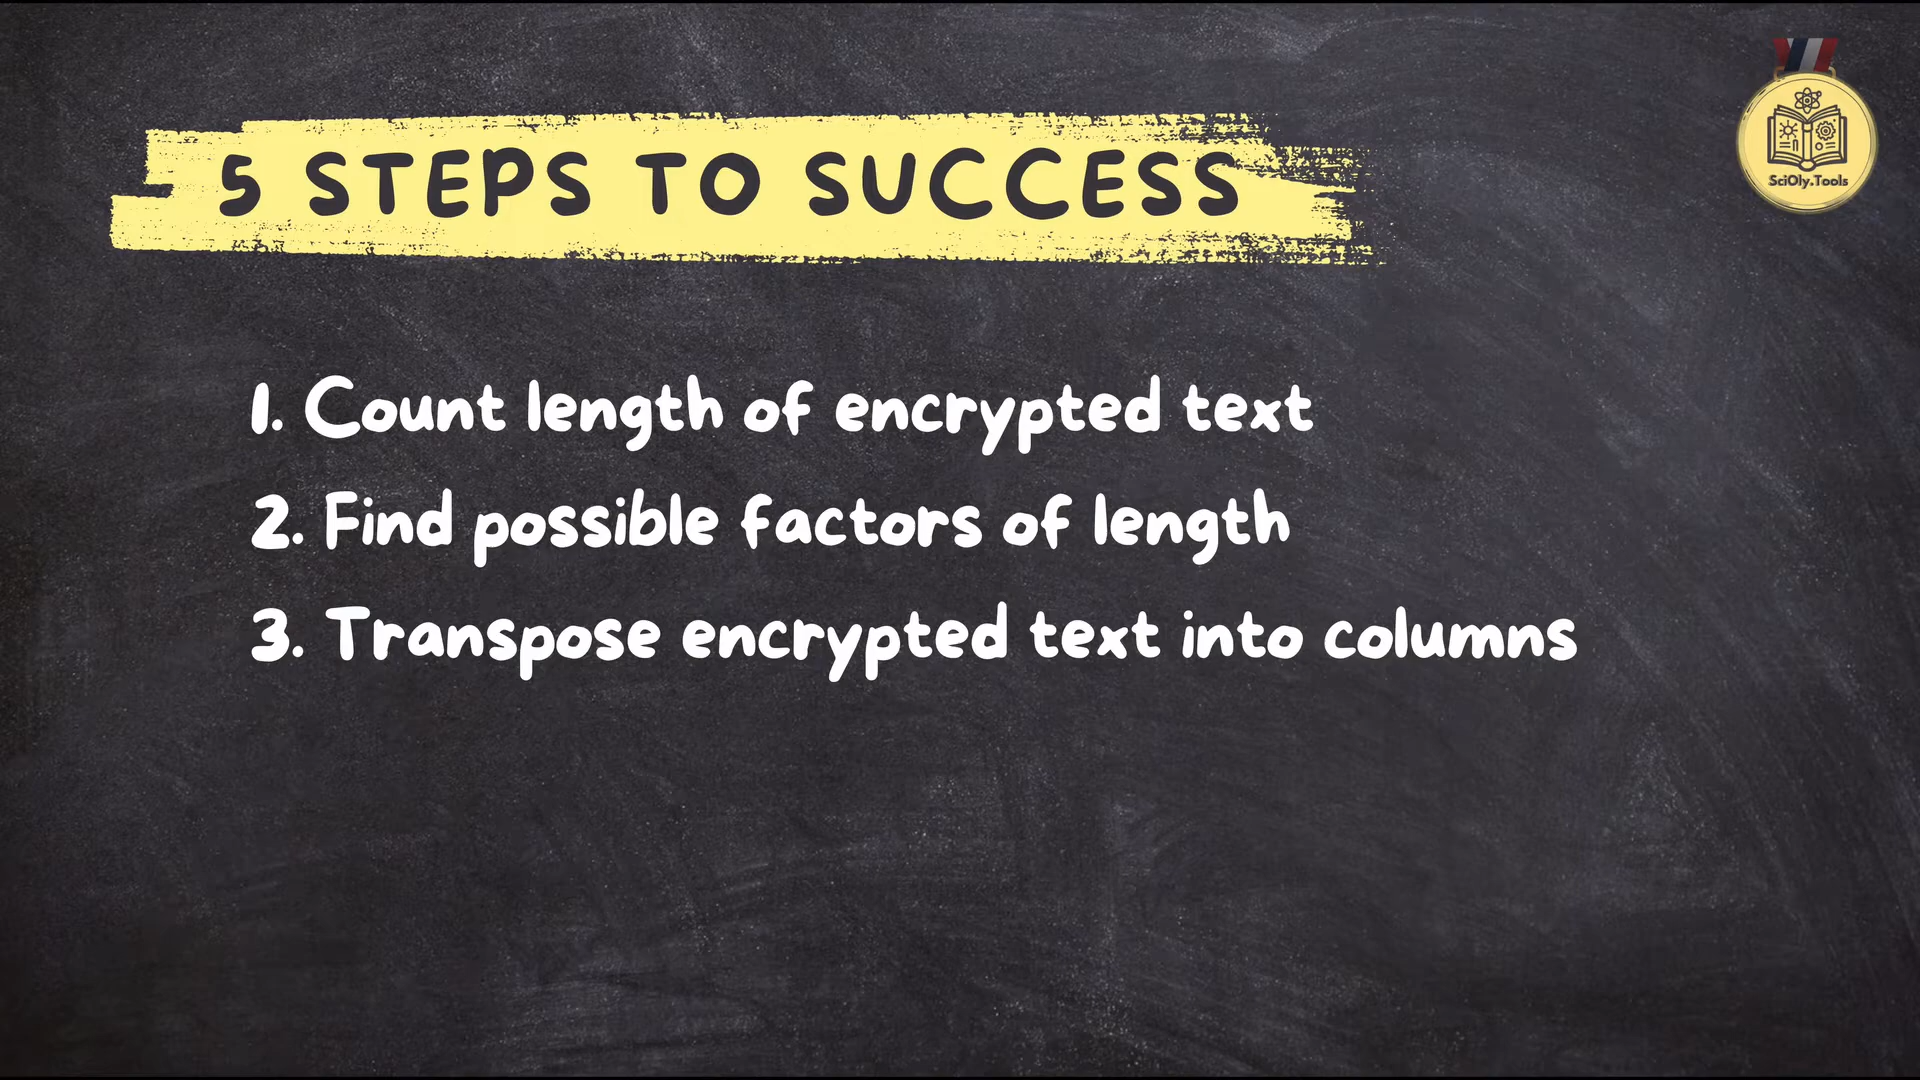 5 STEPS TO SUCCESS
SciOly.Tools
1. Count length of encrypted text
2. Find possible factors of length
3. Transpose encrypted text into columns